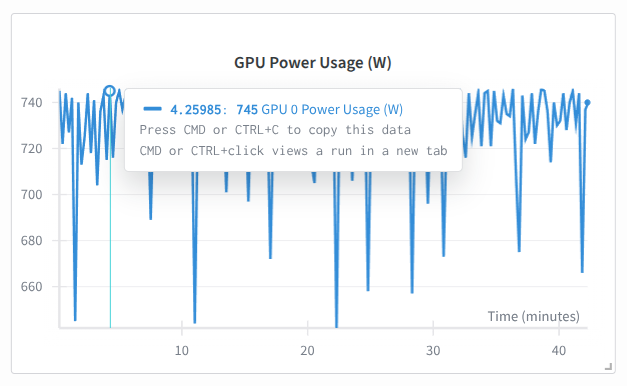 GPU Power Usage (W)
740
4.25985: 745 GPU 0 Power Usage (W)
Press CMD or CTRL+C to copy this data
CMD or CTRL+click views a run in a new tab
720
700
680
660
Time (minutes)
10 20 30 40